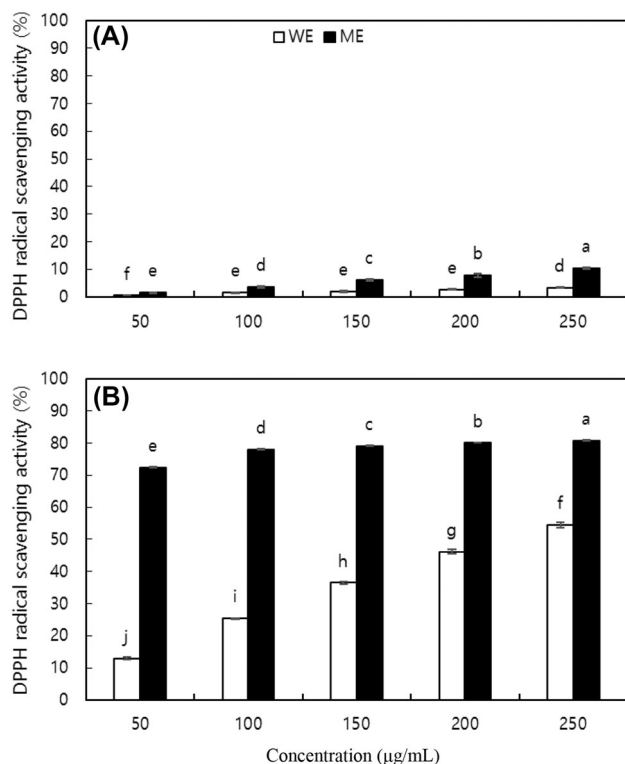 DPPH radical scavenging activity (%)
100
90
80
70
60
50
40
30
20
10
0
(A)
WE ME
f e e d e c e b d a
50 100 150 200 250
DPPH radical scavenging activity (%)
100
90
80
70
60
50
40
30
20
10
0
(B)
j e i d h c g b f a
50 100 150 200 250
Concentration (μg/mL)